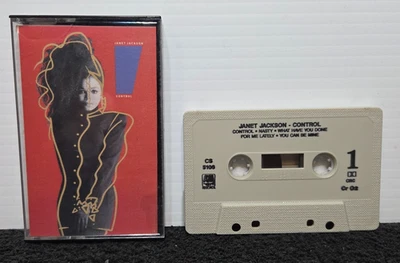 JANET JACKSON
CONTROL
JANET JACKSON - CONTROL
CONTROL • NASTY • WHAT HAVE YOU DONE
FOR ME LATELY • YOU CAN BE MINE
CS
5109
1